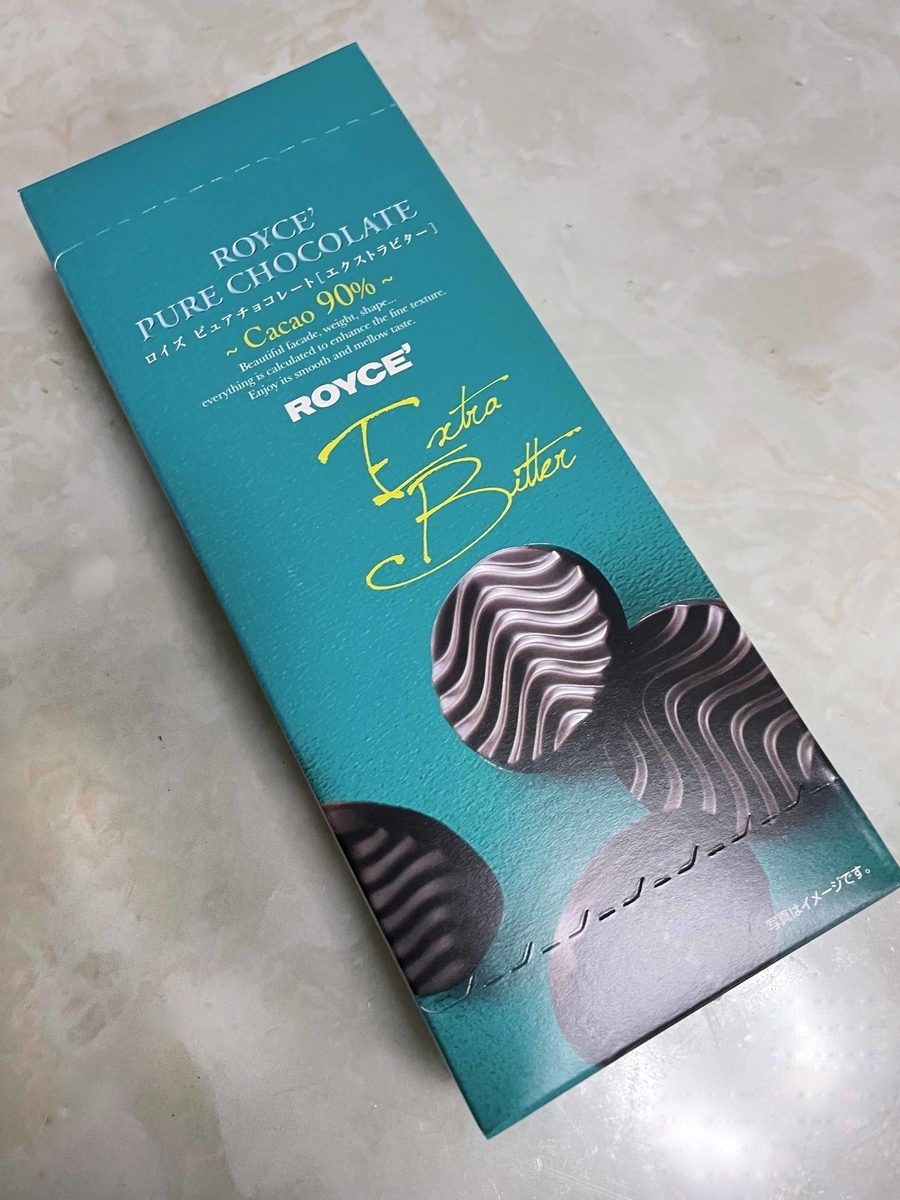 ROYCE'
PURE CHOCOLATE
ロイズ ピュアチョコレート[エクストラビター]
~ Cacao 90% ~
Beautiful facade, weight, shape...
everything is calculated to enhance the fine texture.
Enjoy its smooth and mellow taste.
ROYCE'
Extra
Bitter
写真はイメージです。